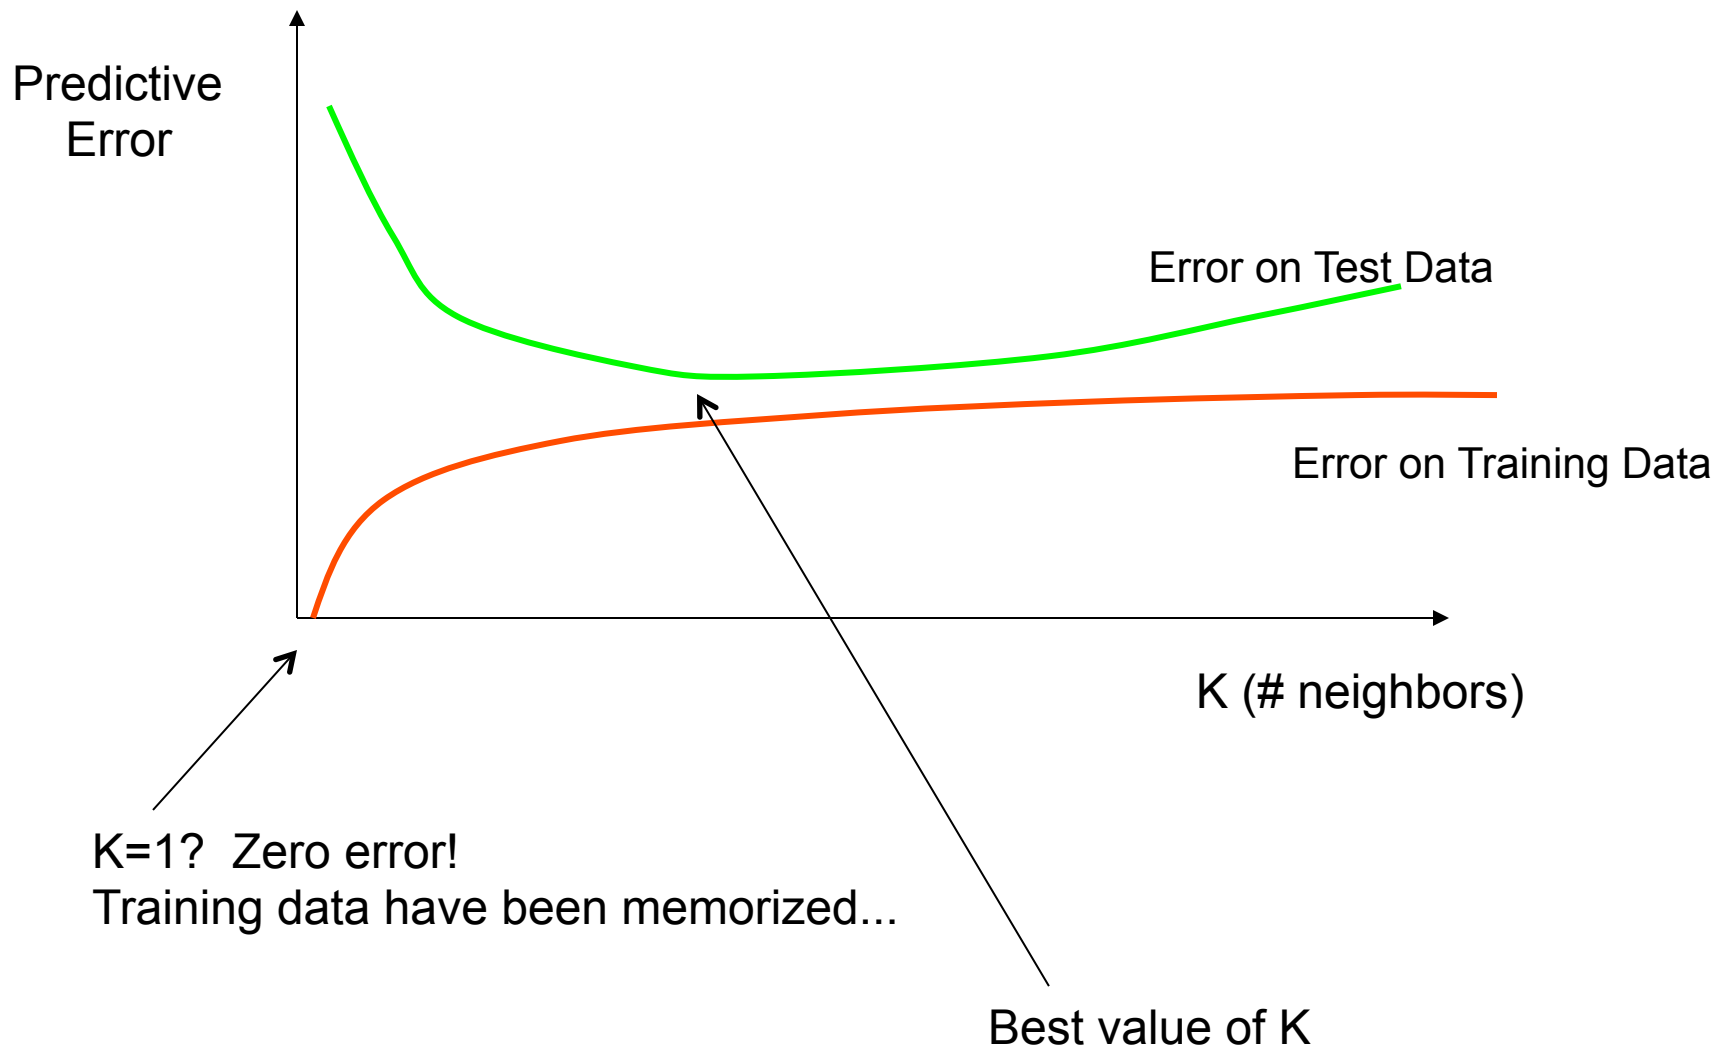 Predictive
Error
Error on Test Data
Error on Training Data
K (# neighbors)
K=1?  Zero error!
Training data have been memorized...
Best value of K